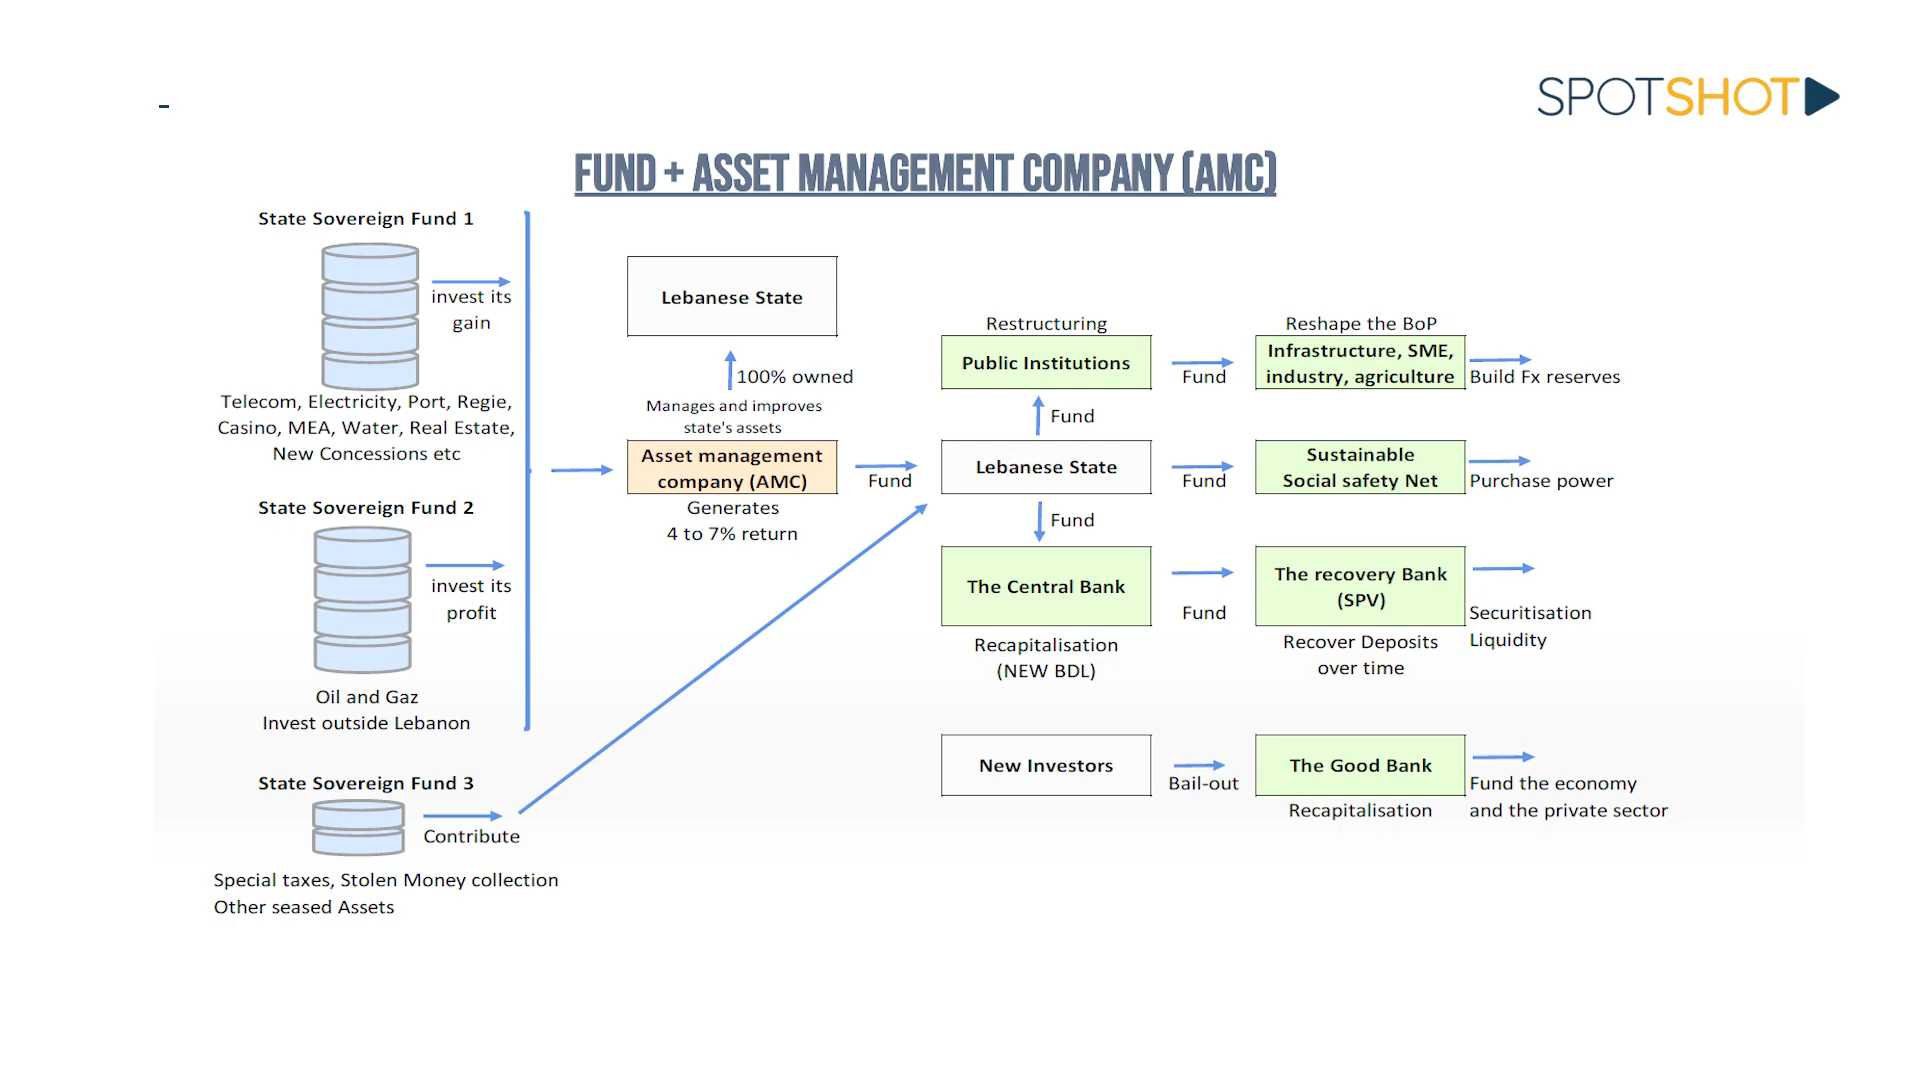 -
SPOTSHOT
FUND + ASSET MANAGEMENT COMPANY (AMC)
State Sovereign Fund 1
invest its
gain
Telecom, Electricity, Port, Regie,
Casino, MEA, Water, Real Estate,
New Concessions etc
State Sovereign Fund 2
invest its
profit
Oil and Gaz
Invest outside Lebanon
State Sovereign Fund 3
Contribute
Special taxes, Stolen Money collection
Other seased Assets
Lebanese State
100% owned
Manages and improves
state's assets
Asset management
company (AMC)
Generates
4 to 7% return
Fund
Restructuring
Public Institutions
Fund
Lebanese State
Fund
The Central Bank
Recapitalisation
(NEW BDL)
New Investors
Fund
Fund
Fund
Bail-out
Reshape the BoP
Infrastructure, SME,
industry, agriculture
Build Fx reserves
Sustainable
Social safety Net
Purchase power
The recovery Bank
(SPV)
Recover Deposits
over time
Securitisation
Liquidity
The Good Bank
Recapitalisation
Fund the economy
and the private sector